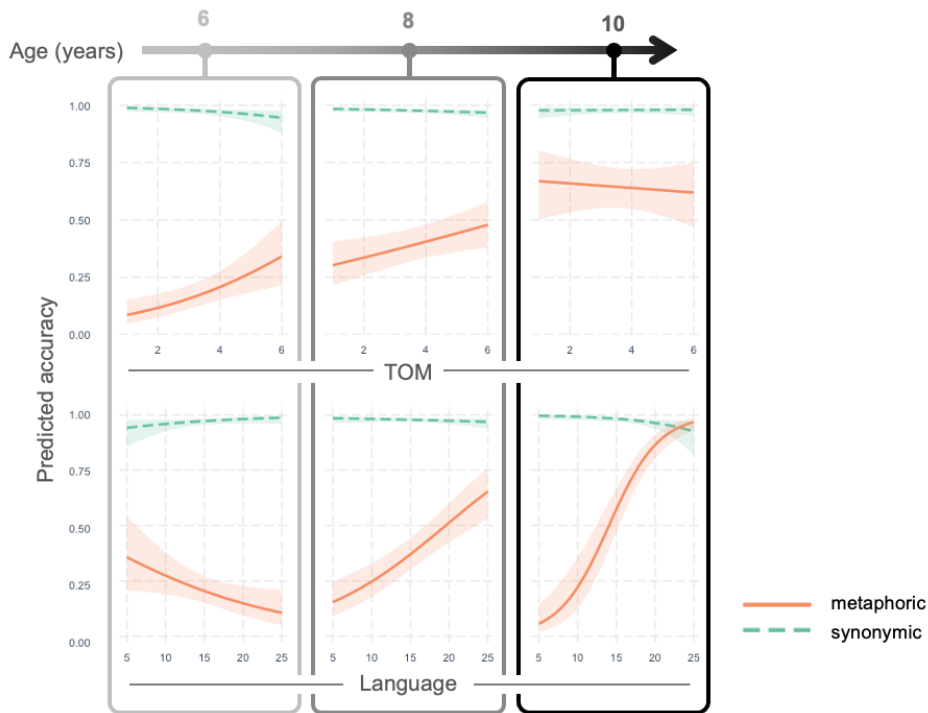 6 8 10
Age (years)
1.00 0.75 0.50 0.25 0.00
2 4 6 2 4 6 2 4 6
TOM
Predicted accuracy
1.00 0.75 0.50 0.25 0.00
5 10 15 20 25 5 10 15 20 25 5 10 15 20 25
Language
metaphoric
synonymic